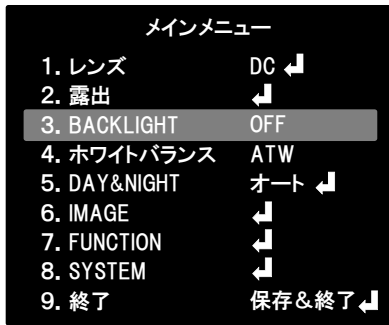 メインメニュー
1. レンズ DC ↲
2. 露出 ↲
3. BACKLIGHT OFF
4. ホワイトバランス ATW
5. DAY&NIGHT オート ↲
6. IMAGE ↲
7. FUNCTION ↲
8. SYSTEM ↲
9. 終了 保存&終了↲